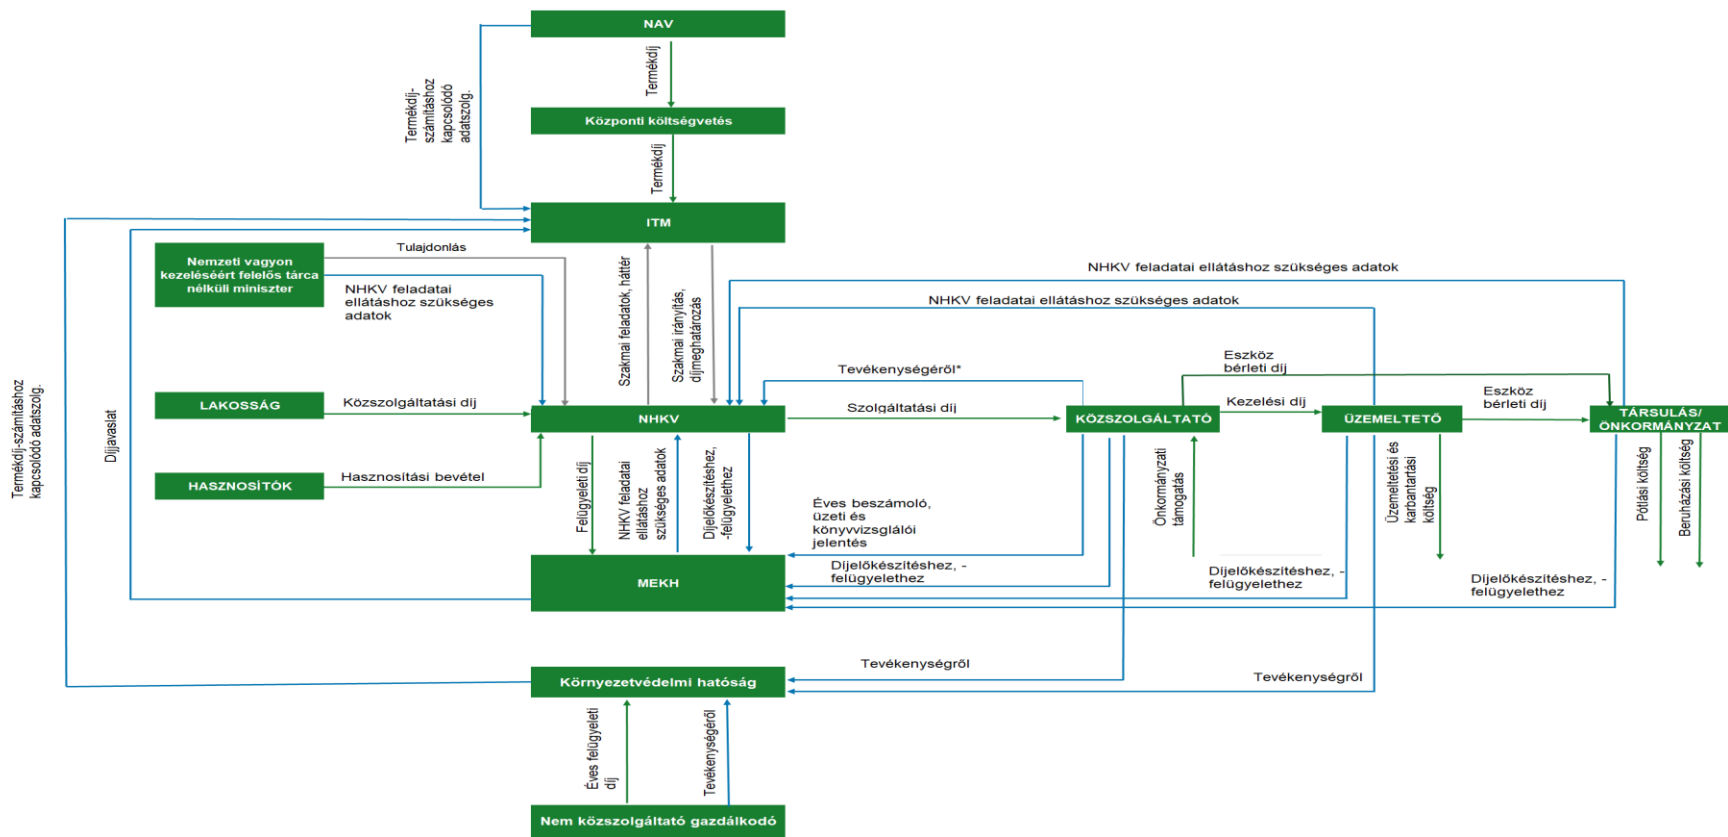 NAV
Termékdíj
Termékdíj-
számításhoz
kapcsolódó
adatszolg.
Központi költségvetés
Termékdíj
ITM
Nemzeti vagyon
kezeléséért felelős tárca
nélküli miniszter
Tulajdonlás
NHKV feladatai
ellátáshoz szükséges
adatok
Szakmai feladatok, háttér
Szakmai irányítás,
díjmeghatározás
NHKV feladatai ellátáshoz szükséges adatok
NHKV feladatai ellátáshoz szükséges adatok
Termékdíj-számításhoz
kapcsolódó adatszolg.
Díjjavaslat
Tevékenységéről*
Eszköz
bérleti díj
LAKOSSÁG
Közszolgáltatási díj
NHKV
Szolgáltatási díj
KÖZSZOLGÁLTATÓ
Kezelési díj
ÜZEMELTETŐ
Eszköz
bérleti díj
TÁRSULÁS/
ÖNKORMÁNYZAT
HASZNOSÍTÓK
Hasznosítási bevétel
Felügyeleti díj
NHKV feladatai
ellátáshoz
szükséges adatok
Díjelőkészítéshez,
-felügyelethez
Éves beszámoló,
üzeti és
könyvvizsglálói
jelentés
Önkormányzati
támogatás
Üzemeltetési és
karbantartási
költség
Pótlási költség
Beruházási költség
MEKH
Díjelőkészítéshez, -
felügyelethez
Díjelőkészítéshez, -
felügyelethez
Díjelőkészítéshez, -
felügyelethez
Környezetvédelmi hatóság
Tevékenységről
Tevékenységről
Éves felügyeleti
díj
Tevékenységéről
Nem közszolgáltató gazdálkodó